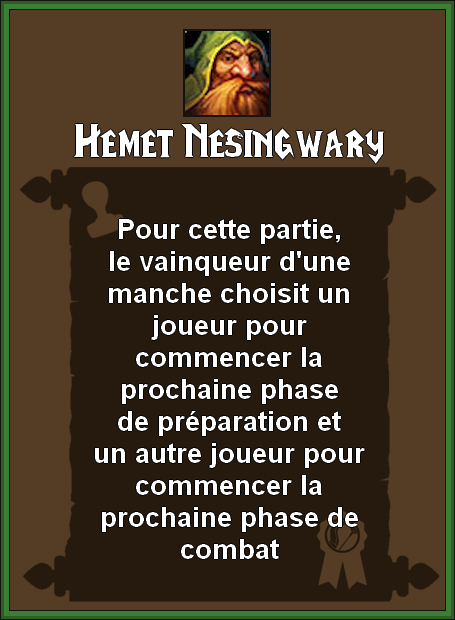 Hemet Nesingwary
Pour cette partie,
le vainqueur d'une
manche choisit un
joueur pour
commencer la
prochaine phase
de préparation et
un autre joueur pour
commencer la
prochaine phase de
combat